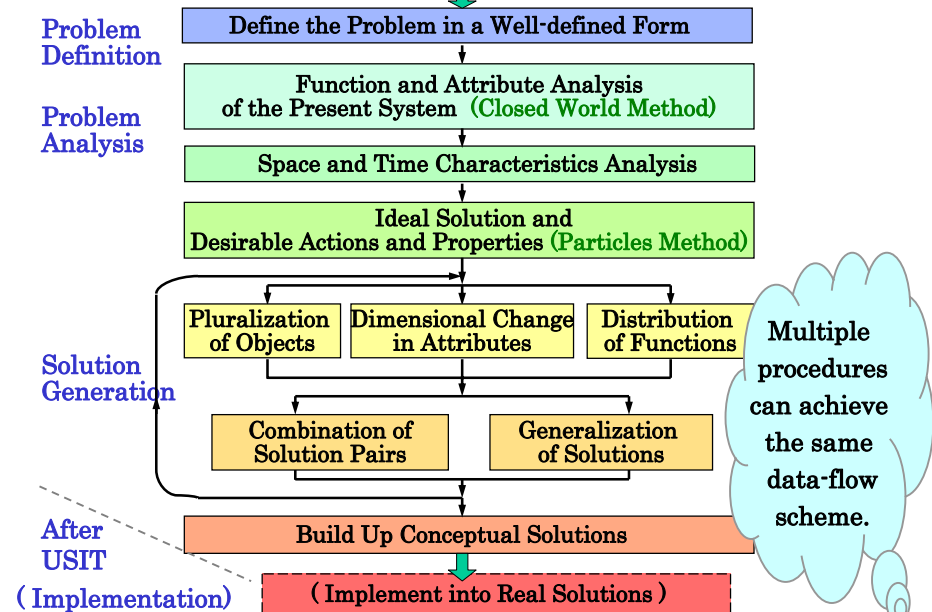 Problem
Definition
Define the Problem in a Well-defined Form
Problem
Analysis
Function and Attribute Analysis
of the Present System (Closed World Method)
Space and Time Characteristics Analysis
Ideal Solution and
Desirable Actions and Properties (Particles Method)
Solution
Generation
Pluralization
of Objects
Dimensional Change
in Attributes
Distribution
of Functions
Combination of
Solution Pairs
Generalization
of Solutions
Multiple
procedures
can achieve
the same
data-flow
scheme.
Build Up Conceptual Solutions
After
USIT
( Implementation)
( Implement into Real Solutions )